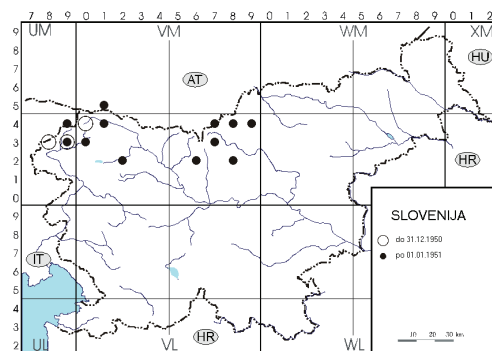 7 8 9 0 1 2 3 4 5 6 7 8 9 0 1 2 3 4 5 6 7 8 9 0 1 2
UM VM WM XM
9
8
7
6
5
4
3
2
1
0
9
8
7
6
5
4
3
2
AT
HU
HR
IT
HR
UL VL WL
SLOVENIJA
do 31.12.1950
po 01.01.1951
10 20 30 km